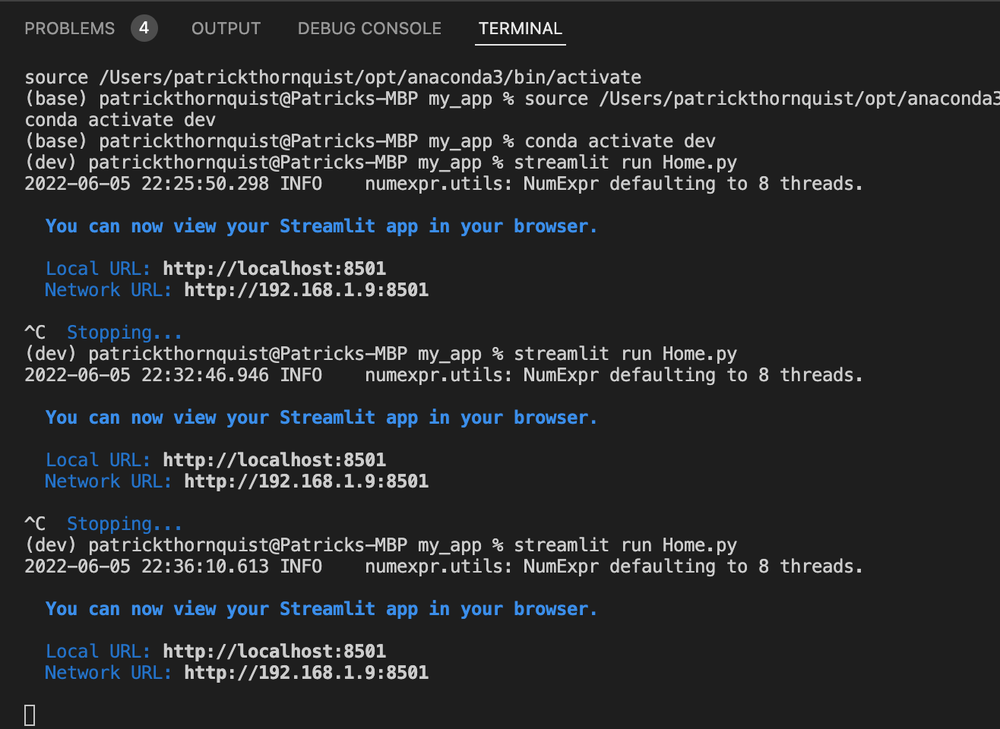 PROBLEMS 4 OUTPUT DEBUG CONSOLE TERMINAL
source /Users/patrickthornquist/opt/anaconda3/bin/activate
(base) patrickthornquist@Patricks-MBP my_app % source /Users/patrickthornquist/opt/anaconda3
conda activate dev
(base) patrickthornquist@Patricks-MBP my_app % conda activate dev
(dev) patrickthornquist@Patricks-MBP my_app % streamlit run Home.py
2022-06-05 22:25:50.298 INFO    numexpr.utils: NumExpr defaulting to 8 threads.
You can now view your Streamlit app in your browser.
Local URL: http://localhost:8501
Network URL: http://192.168.1.9:8501
^C  Stopping...
(dev) patrickthornquist@Patricks-MBP my_app % streamlit run Home.py
2022-06-05 22:32:46.946 INFO    numexpr.utils: NumExpr defaulting to 8 threads.
You can now view your Streamlit app in your browser.
Local URL: http://localhost:8501
Network URL: http://192.168.1.9:8501
^C  Stopping...
(dev) patrickthornquist@Patricks-MBP my_app % streamlit run Home.py
2022-06-05 22:36:10.613 INFO    numexpr.utils: NumExpr defaulting to 8 threads.
You can now view your Streamlit app in your browser.
Local URL: http://localhost:8501
Network URL: http://192.168.1.9:8501